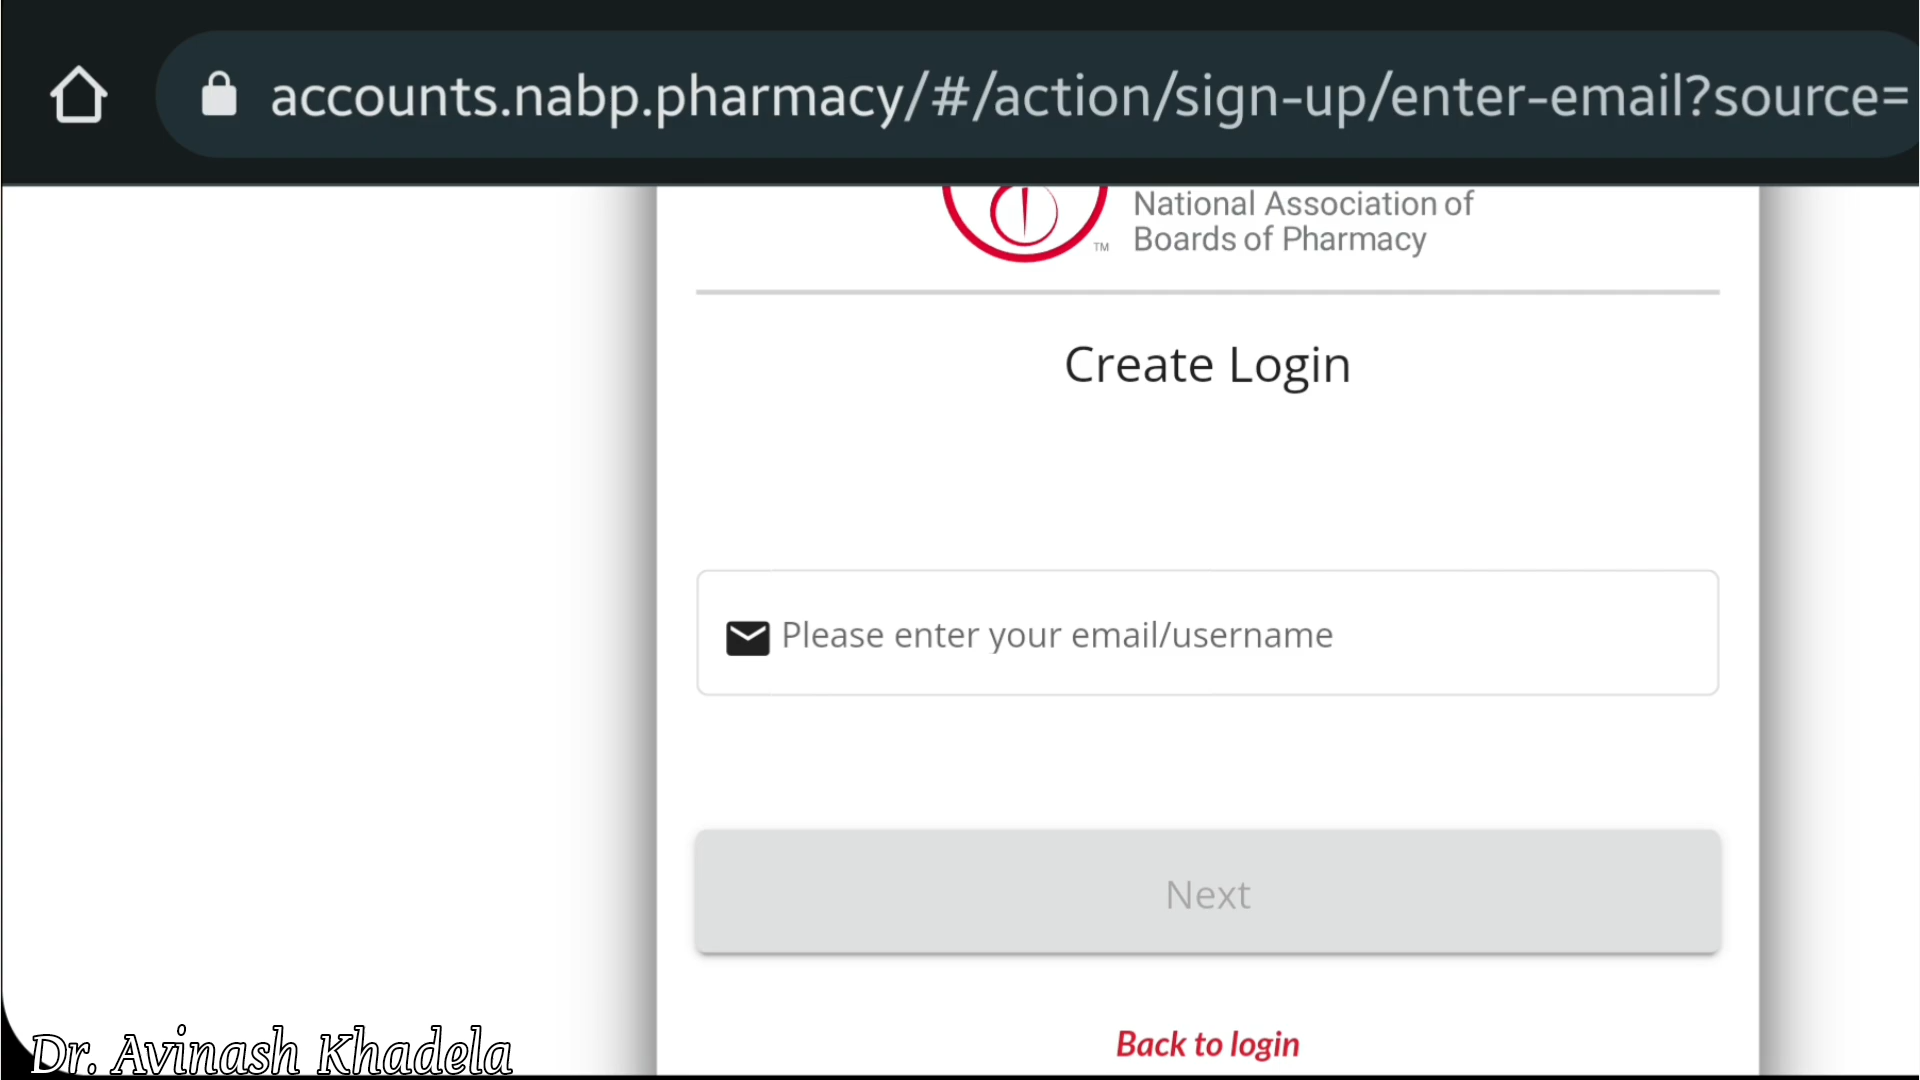 accounts.nabp.pharmacy/#/action/sign-up/enter-email?source=
National Association of
Boards of Pharmacy
TM
Create Login
Please enter your email/username
Next
Back to login
Dr. Avinash Khadela